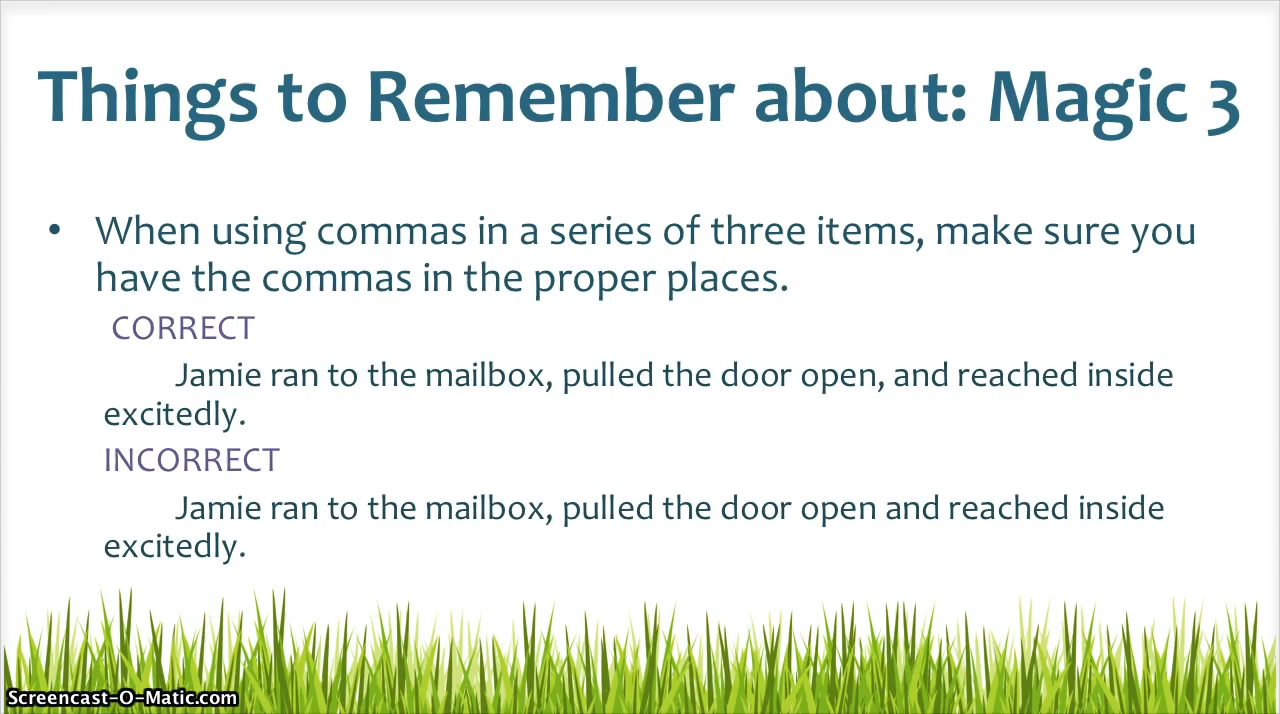 Things to Remember about: Magic 3
• When using commas in a series of three items, make sure you
have the commas in the proper places.
CORRECT
Jamie ran to the mailbox, pulled the door open, and reached inside
excitedly.
INCORRECT
Jamie ran to the mailbox, pulled the door open and reached inside
excitedly.
Screencast-O-Matic.com